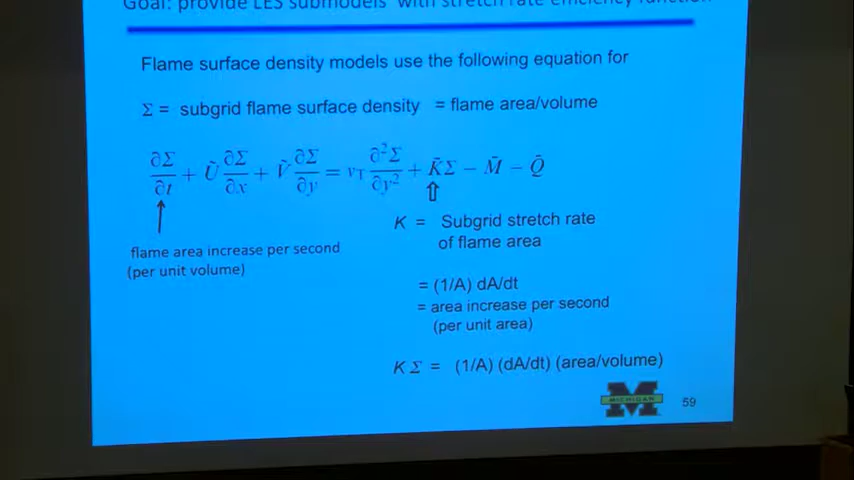 Goal: provide LES submodels with stretch rate efficiency function
Flame surface density models use the following equation for
Σ = subgrid flame surface density = flame area/volume
∂Σ/∂t + Ũ ∂Σ/∂x + Ṽ ∂Σ/∂y = νT ∂²Σ/∂y² + K̄Σ − M̄ − Q̄
flame area increase per second
(per unit volume)
K = Subgrid stretch rate
of flame area
= (1/A) dA/dt
= area increase per second
(per unit area)
K Σ = (1/A) (dA/dt) (area/volume)
M
MICHIGAN
59